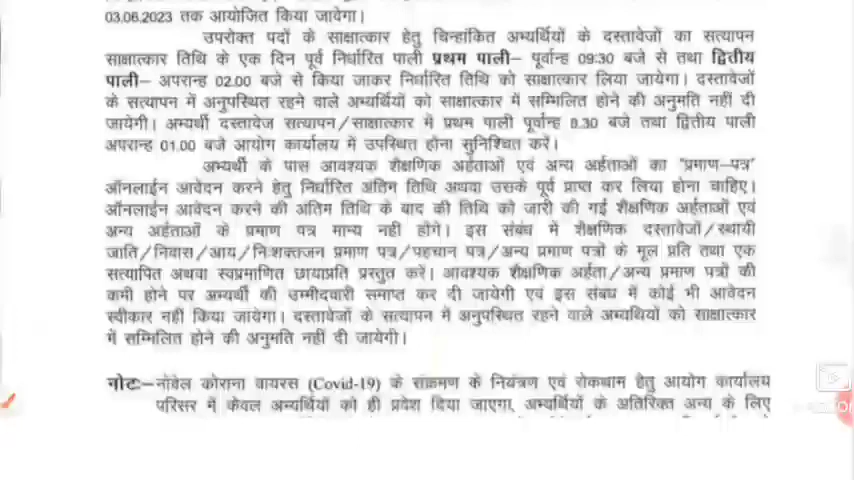 03.06.2023 तक आयोजित किया जावेगा।
उपरोक्त पदों के साक्षात्कार हेतु चिन्हांकित अभ्यर्थियों के दस्तावेजों का सत्यापन
साक्षात्कार तिथि के एक दिन पूर्व निर्धारित पाली प्रथम पाली– पूर्वान्ह 09:30 बजे से तथा द्वितीय
पाली– अपरान्ह 02.00 बजे से किया जाकर निर्धारित तिथि को साक्षात्कार लिया जायेगा। दस्तावेजों
के सत्यापन में अनुपस्थित रहने वाले अभ्यर्थियों को साक्षात्कार में सम्मिलित होने की अनुमति नहीं दी
जायेगी। अभ्यर्थी दस्तावेज सत्यापन/साक्षात्कार में प्रथम पाली पूर्वान्ह 8.30 बजे तथा द्वितीय पाली
अपरान्ह 01.00 बजे आयोग कार्यालय में उपस्थित होना सुनिश्चित करें।
अभ्यर्थी के पास आवश्यक शैक्षणिक अर्हताओं एवं अन्य अर्हताओं का "प्रमाण–पत्र"
ऑनलाईन आवेदन करने हेतु निर्धारित अंतिम तिथि अथवा उसके पूर्व प्राप्त कर लिया होना चाहिए।
ऑनलाईन आवेदन करने की अंतिम तिथि के बाद की तिथि को जारी की गई शैक्षणिक अर्हताओं एवं
अन्य अर्हताओं के प्रमाण पत्र मान्य नहीं होंगे। इस संबंध में शैक्षणिक दस्तावेजों/स्थायी
जाति/निवास/आय/निःशक्तजन प्रमाण पत्र/पहचान पत्र/अन्य प्रमाण पत्रों के मूल प्रति तथा एक
सत्यापित अथवा स्वप्रमाणित छायाप्रति प्रस्तुत करें। आवश्यक शैक्षणिक अर्हता/अन्य प्रमाण पत्रों की
कमी होने पर अभ्यर्थी की उम्मीदवारी समाप्त कर दी जायेगी एवं इस संबंध में कोई भी आवेदन
स्वीकार नहीं किया जायेगा। दस्तावेजों के सत्यापन में अनुपस्थित रहने वाले अभ्यर्थियों को साक्षात्कार
में सम्मिलित होने की अनुमति नहीं दी जायेगी।
नोटः–नॉवेल कोराना वायरस (Covid-19) के संक्रमण के नियंत्रण एवं रोकथाम हेतु आयोग कार्यालय
परिसर में केवल अभ्यर्थियों को ही प्रवेश दिया जाएगा, अभ्यर्थियों के अतिरिक्त अन्य के लिए